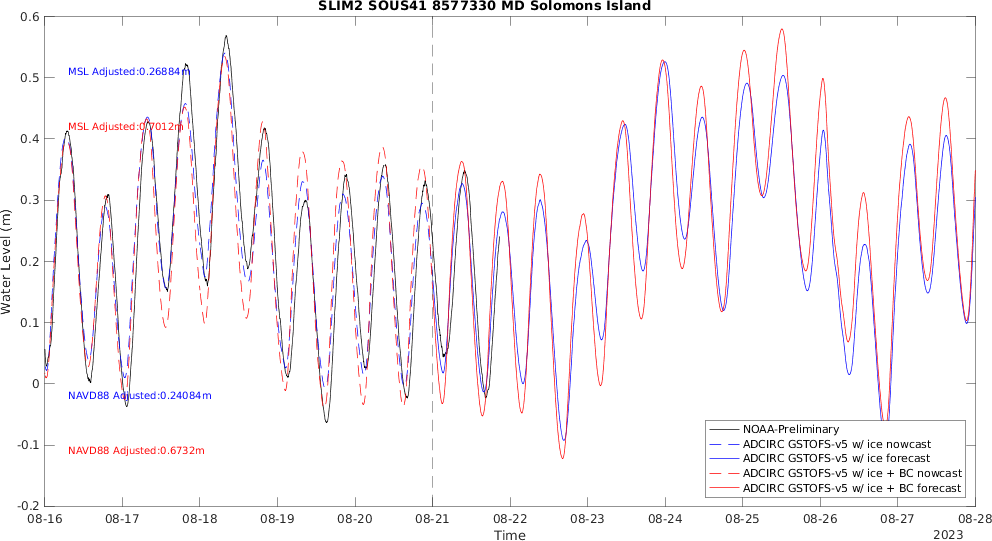 SLIM2 SOUS41 8577330 MD Solomons Island
Water Level (m)
0.6
0.5
0.4
0.3
0.2
0.1
0
-0.1
-0.2
MSL Adjusted:0.26884m
MSL Adjusted:0.7012m
NAVD88 Adjusted:0.24084m
NAVD88 Adjusted:0.6732m
NOAA-Preliminary
ADCIRC GSTOFS-v5 w/ ice nowcast
ADCIRC GSTOFS-v5 w/ ice forecast
ADCIRC GSTOFS-v5 w/ ice + BC nowcast
ADCIRC GSTOFS-v5 w/ ice + BC forecast
08-16 08-17 08-18 08-19 08-20 08-21 08-22 08-23 08-24 08-25 08-26 08-27 08-28
Time
2023